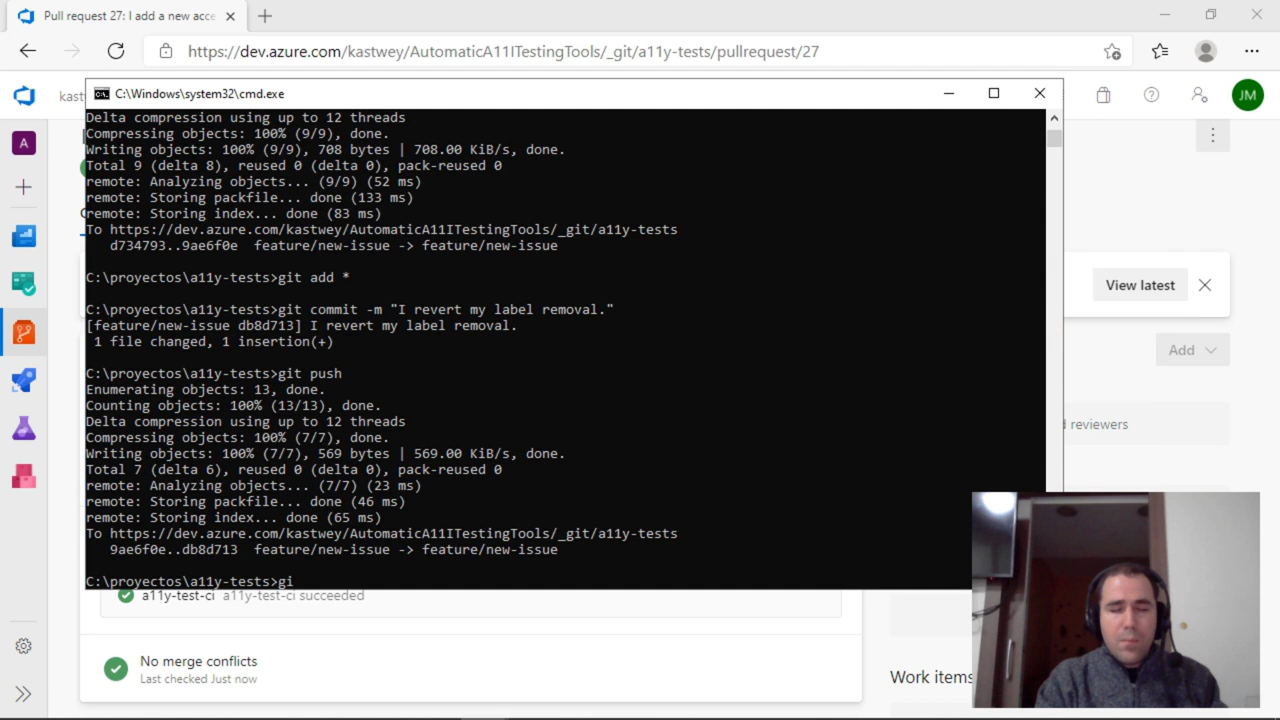 Pull request 27: I add a new acce
https://dev.azure.com/kastwey/AutomaticA11ITestingTools/_git/a11y-tests/pullrequest/27
kast
C:\Windows\system32\cmd.exe
JM
A
Delta compression using up to 12 threads
Compressing objects: 100% (9/9), done.
Writing objects: 100% (9/9), 708 bytes | 708.00 KiB/s, done.
Total 9 (delta 8), reused 0 (delta 0), pack-reused 0
remote: Analyzing objects... (9/9) (52 ms)
remote: Storing packfile... done (133 ms)
remote: Storing index... done (83 ms)
To https://dev.azure.com/kastwey/AutomaticA11ITestingTools/_git/a11y-tests
d734793..9ae6f0e feature/new-issue -> feature/new-issue
C:\proyectos\a11y-tests>git add *
View latest
C:\proyectos\a11y-tests>git commit -m "I revert my label removal."
[feature/new-issue db8d713] I revert my label removal.
1 file changed, 1 insertion(+)
Add
C:\proyectos\a11y-tests>git push
Enumerating objects: 13, done.
Counting objects: 100% (13/13), done.
Delta compression using up to 12 threads
reviewers
Compressing objects: 100% (7/7), done.
Writing objects: 100% (7/7), 569 bytes | 569.00 KiB/s, done.
Total 7 (delta 6), reused 0 (delta 0), pack-reused 0
remote: Analyzing objects... (7/7) (23 ms)
remote: Storing packfile... done (46 ms)
remote: Storing index... done (65 ms)
To https://dev.azure.com/kastwey/AutomaticA11ITestingTools/_git/a11y-tests
9ae6f0e..db8d713 feature/new-issue -> feature/new-issue
C:\proyectos\a11y-tests>gi
a11y-test-ci a11y-test-ci succeeded
No merge conflicts
Last checked Just now
Work items